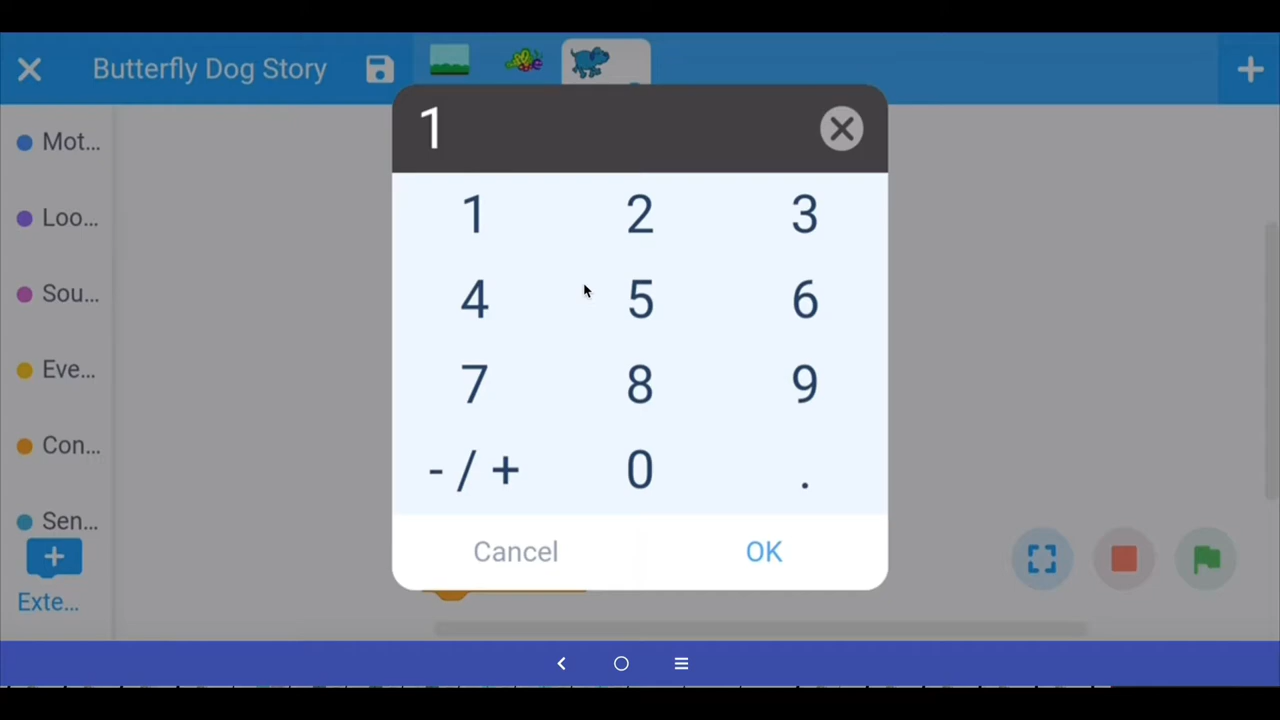 Butterfly Dog Story
1
Mot...
Loo...
Sou...
Eve...
Con...
Sen...
Exte...
1 2 3
4 5 6
7 8 9
- / + 0 .
Cancel OK